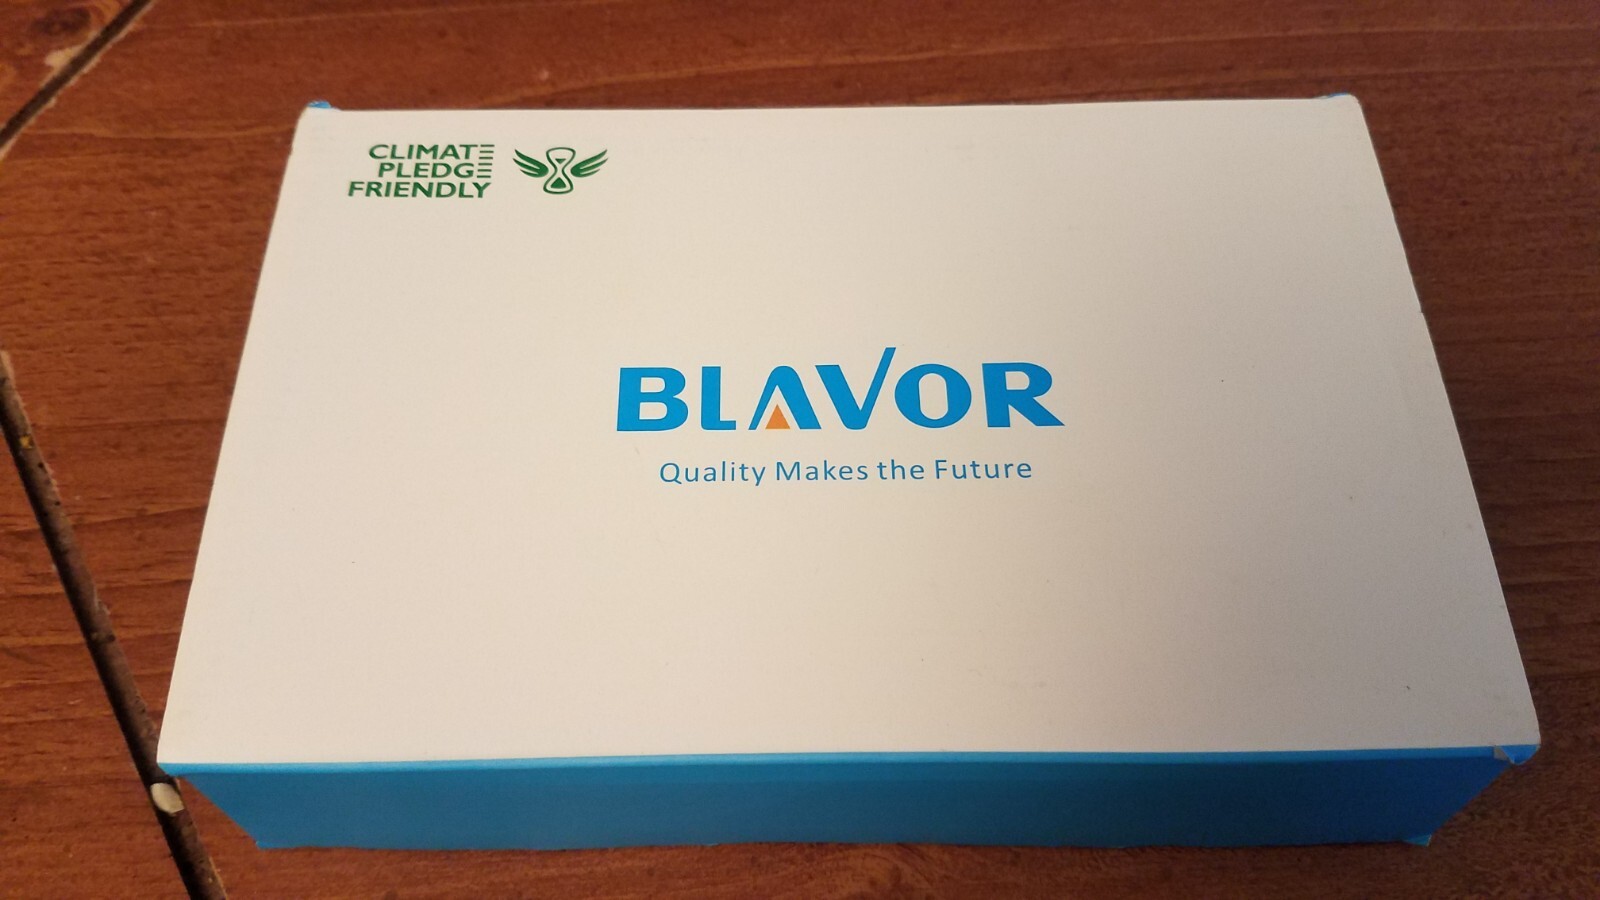 CLIMATE
PLEDGE
FRIENDLY
BLAVOR
Quality Makes the Future